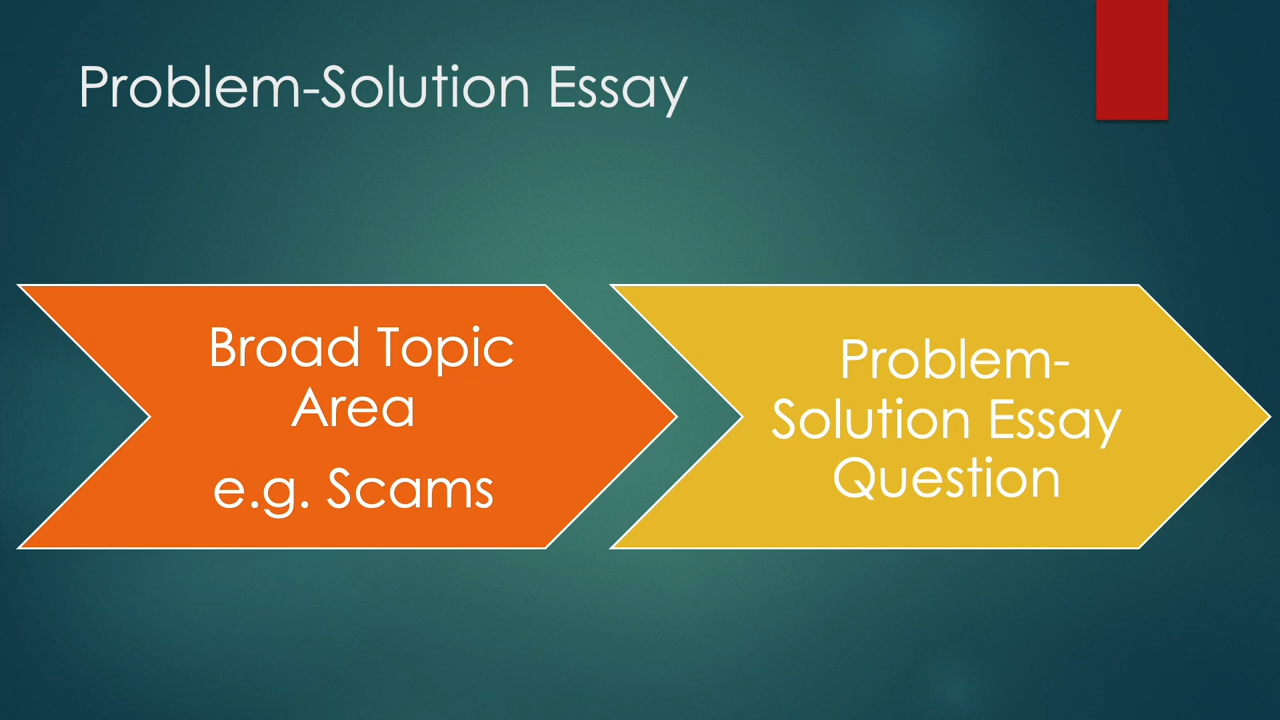 Problem-Solution Essay
Broad Topic
Area
e.g. Scams
Problem-
Solution Essay
Question